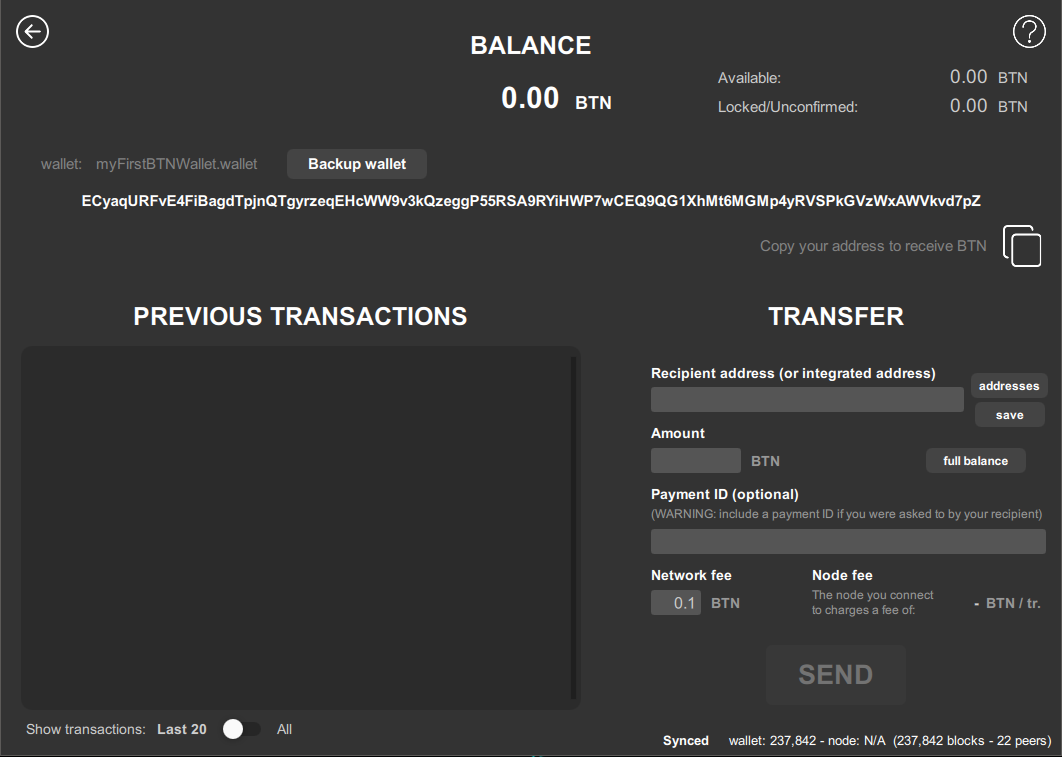 BALANCE
0.00 BTN
Available: 0.00 BTN
Locked/Unconfirmed: 0.00 BTN
wallet: myFirstBTNWallet.wallet Backup wallet
ECyaqURFvE4FiBagdTpjnQTgyrzeqEHcWW9v3kQzeggP55RSA9RYiHWP7wCEQ9QG1XhMt6MGMp4yRVSPkGVzWxAWVkvd7pZ
Copy your address to receive BTN
PREVIOUS TRANSACTIONS
TRANSFER
Recipient address (or integrated address)
addresses
save
Amount
BTN
full balance
Payment ID (optional)
(WARNING: include a payment ID if you were asked to by your recipient)
Network fee
0.1 BTN
Node fee
The node you connect
to charges a fee of:
- BTN / tr.
SEND
Show transactions: Last 20 All
Synced wallet: 237,842 - node: N/A (237,842 blocks - 22 peers)